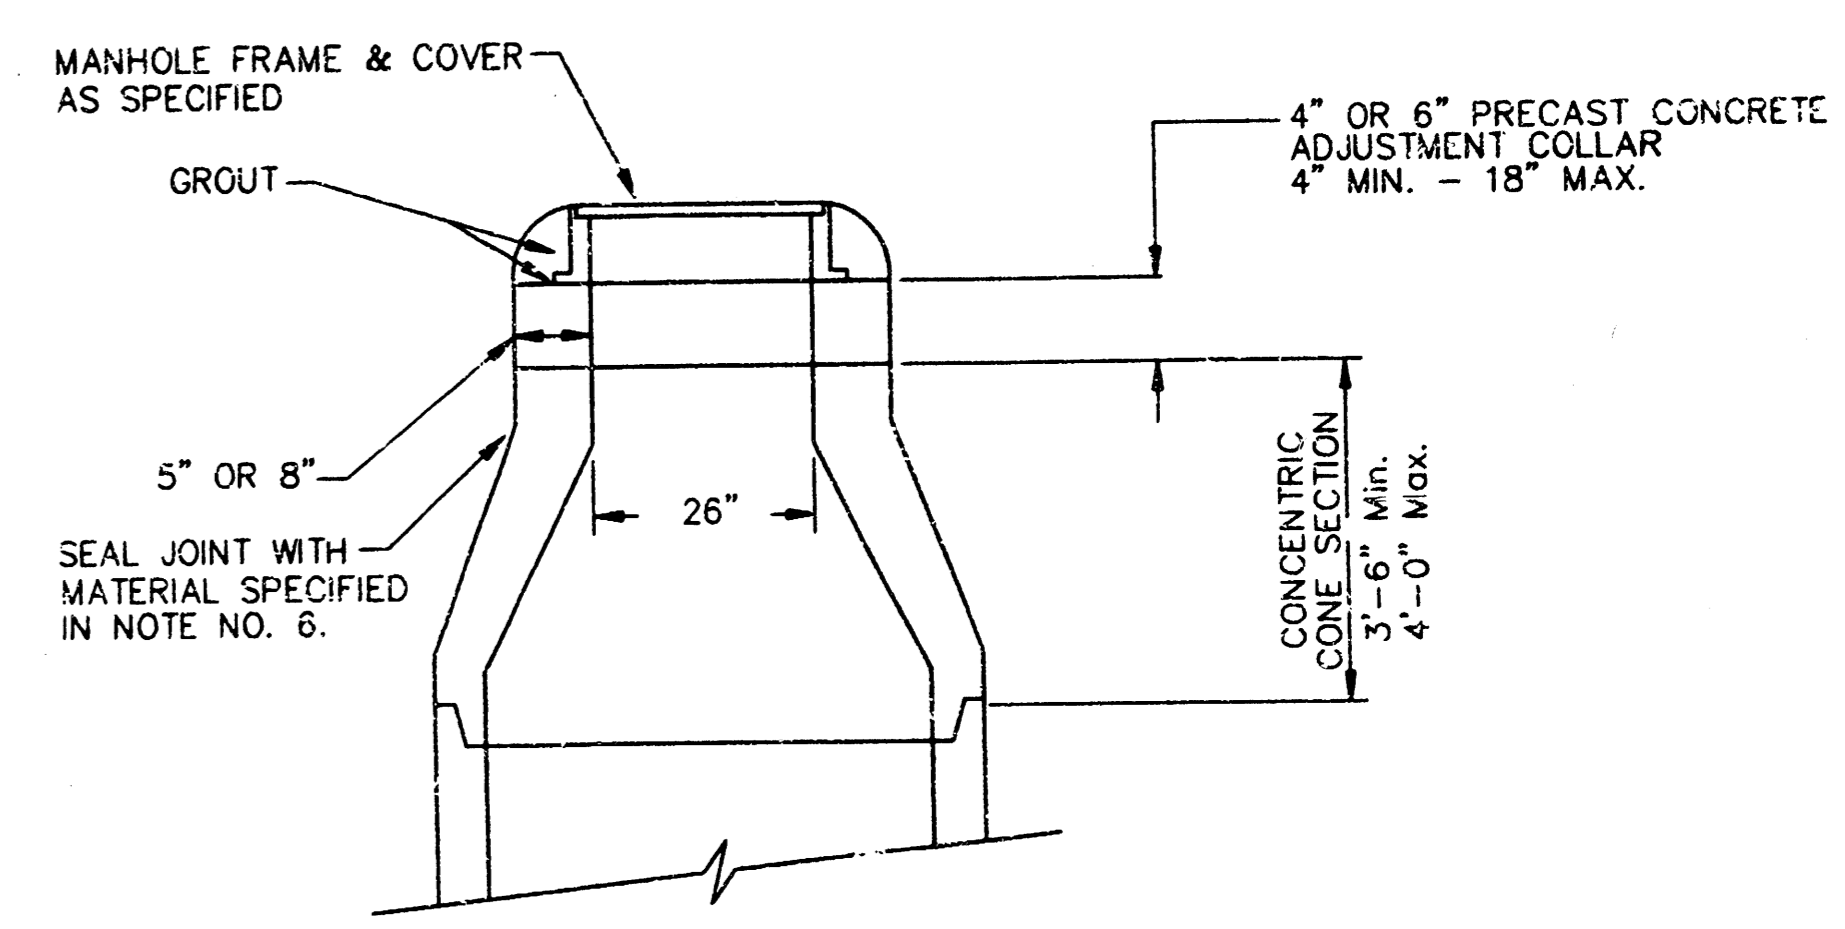 MANHOLE FRAME & COVER
AS SPECIFIED
GROUT
4" OR 6" PRECAST CONCRETE
ADJUSTMENT COLLAR
4" MIN. - 18" MAX.
5" OR 8"
SEAL JOINT WITH
MATERIAL SPECIFIED
IN NOTE NO. 6.
26"
CONCENTRIC
CONE SECTION
3'-6" Min.
4'-0" Max.